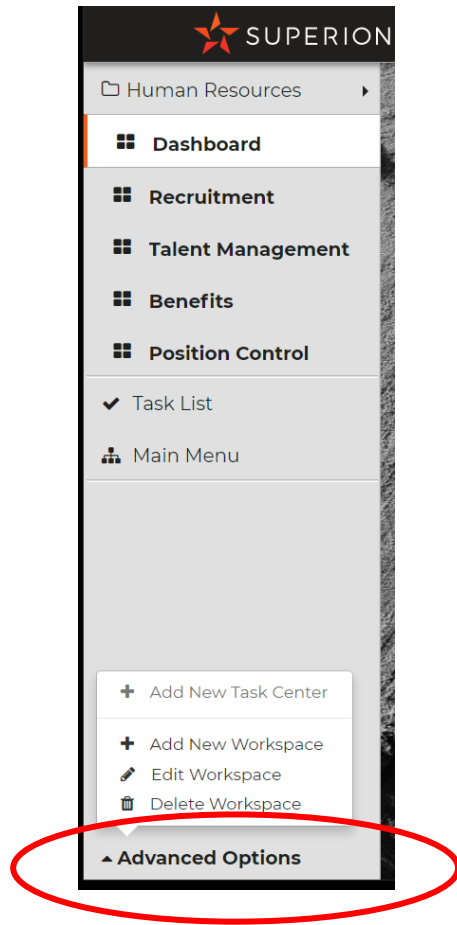 SUPERION
Human Resources
Dashboard
Recruitment
Talent Management
Benefits
Position Control
Task List
Main Menu
Add New Task Center
Add New Workspace
Edit Workspace
Delete Workspace
Advanced Options